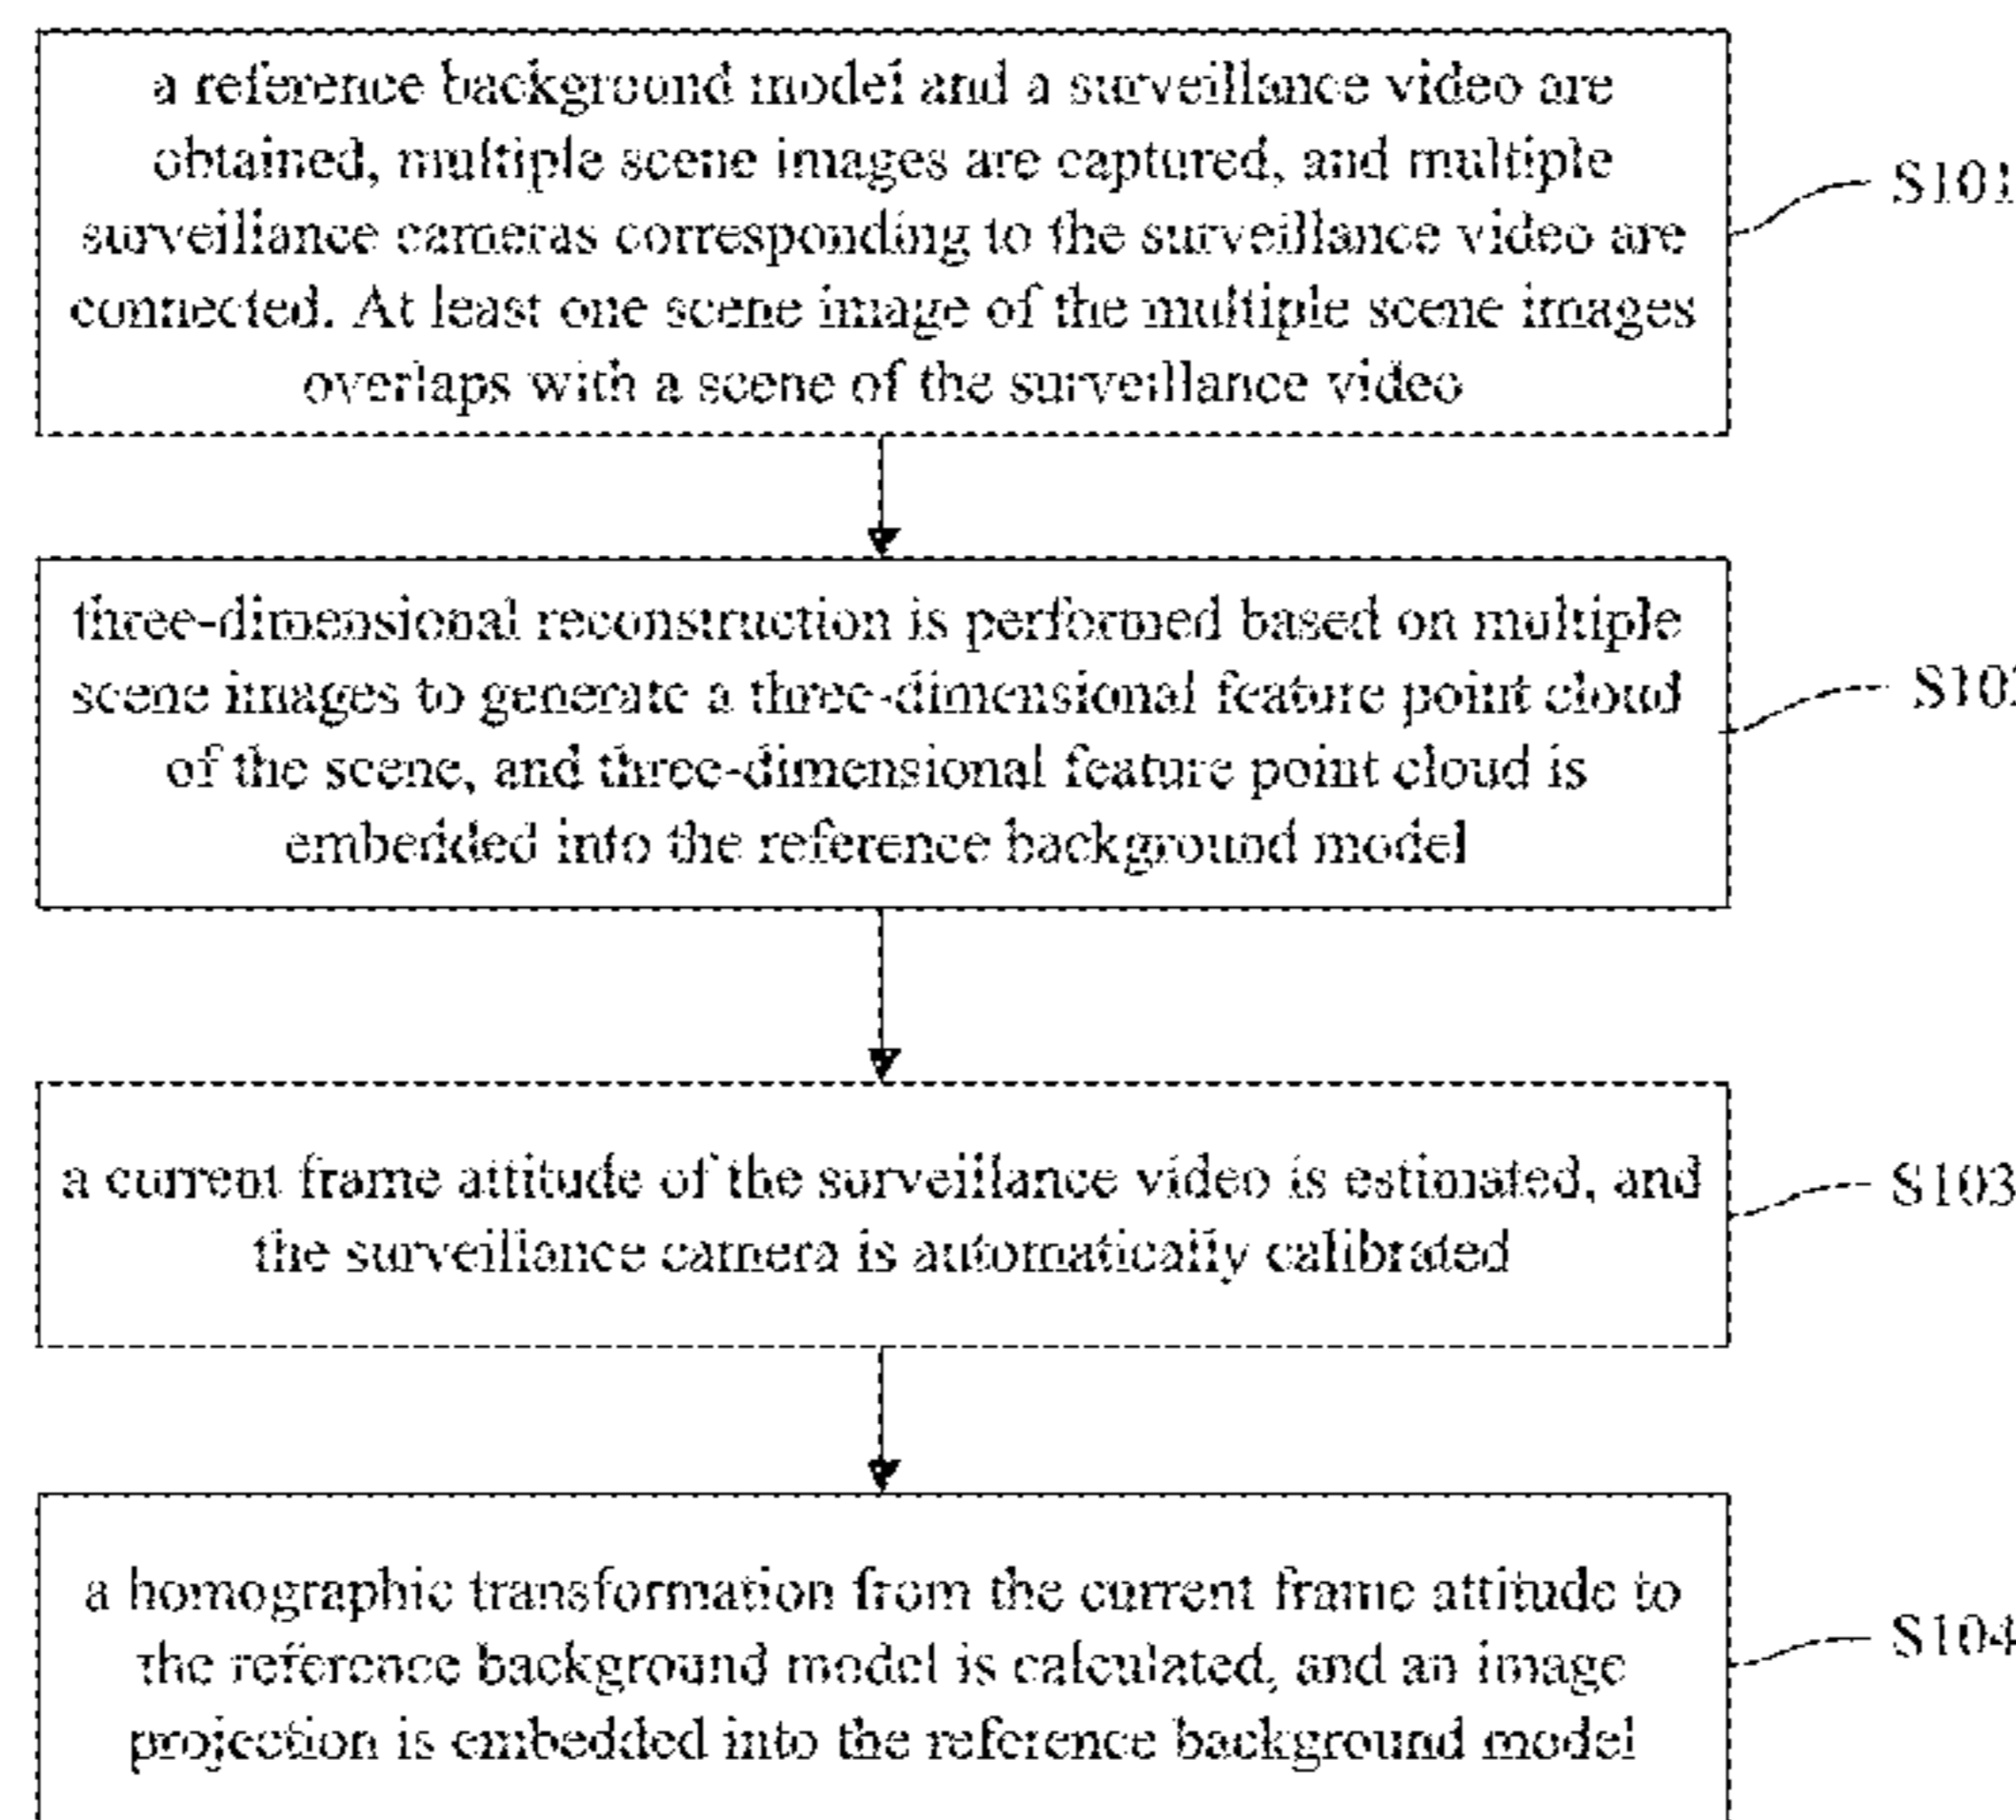 a reference background model and a surveillance video are
obtained, multiple scene images are captured, and multiple
surveillance cameras corresponding to the surveillance video are
connected. At least one scene image of the multiple scene images
overlaps with a scene of the surveillance video
S101
three-dimensional reconstruction is performed based on multiple
scene images to generate a three-dimensional feature point cloud
of the scene, and three-dimensional feature point cloud is
embedded into the reference background model
S102
a current frame attitude of the surveillance video is estimated, and
the surveillance camera is automatically calibrated
S103
a homographic transformation from the current frame attitude to
the reference background model is calculated, and an image
projection is embedded into the reference background model
S104